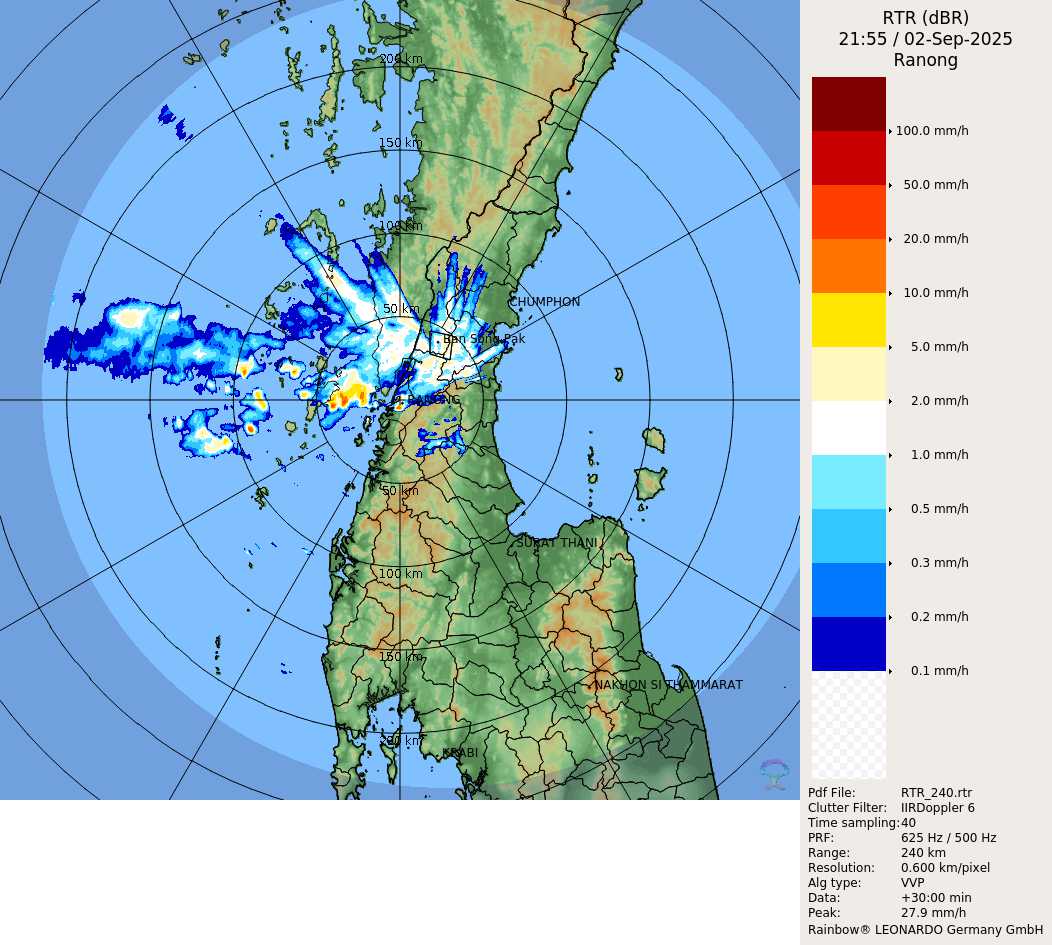 RTR (dBR)
21:55 / 02-Sep-2025
Ranong
200 km
150 km
100 km
50 km
CHUMPHON
Ban Song Pak
RANONG
50 km
100 km
150 km
200 km
SURAT THANI
NAKHON SI THAMMARAT
KRABI
100.0 mm/h
50.0 mm/h
20.0 mm/h
10.0 mm/h
5.0 mm/h
2.0 mm/h
1.0 mm/h
0.5 mm/h
0.3 mm/h
0.2 mm/h
0.1 mm/h
Pdf File: RTR_240.rtr
Clutter Filter: IIRDoppler 6
Time sampling:40
PRF: 625 Hz / 500 Hz
Range: 240 km
Resolution: 0.600 km/pixel
Alg type: VVP
Data: +30:00 min
Peak: 27.9 mm/h
Rainbow® LEONARDO Germany GmbH